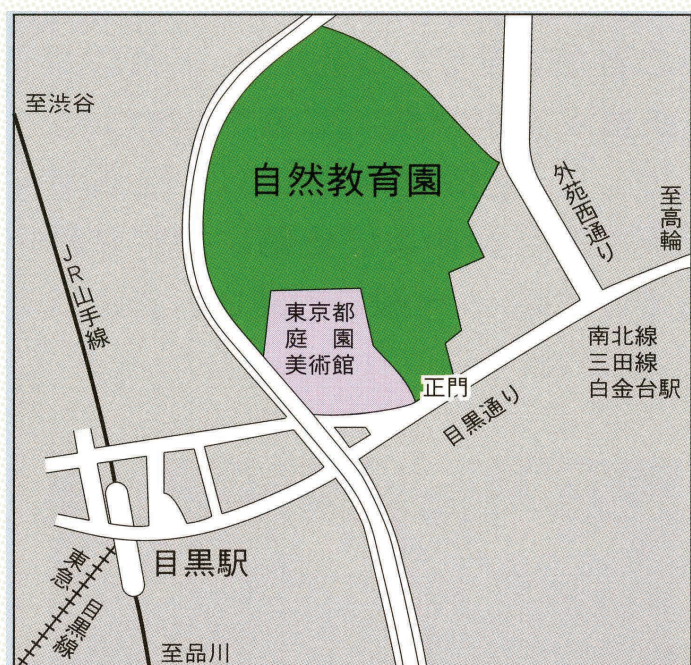 至渋谷
自然教育園
外苑西通り
至高輪
JR山手線
東京都
庭　園
美術館
南北線
三田線
白金台駅
正門
目黒通り
目黒駅
東急
目黒線
至品川